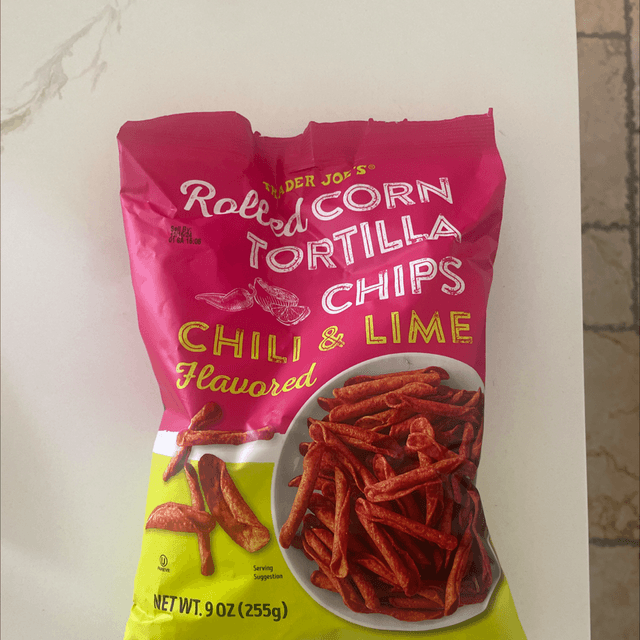 TRADER JOE'S®
Rolled CORN
TORTILLA
CHIPS
CHILI & LIME
Flavored
Serving
Suggestion
NET WT. 9 OZ (255g)